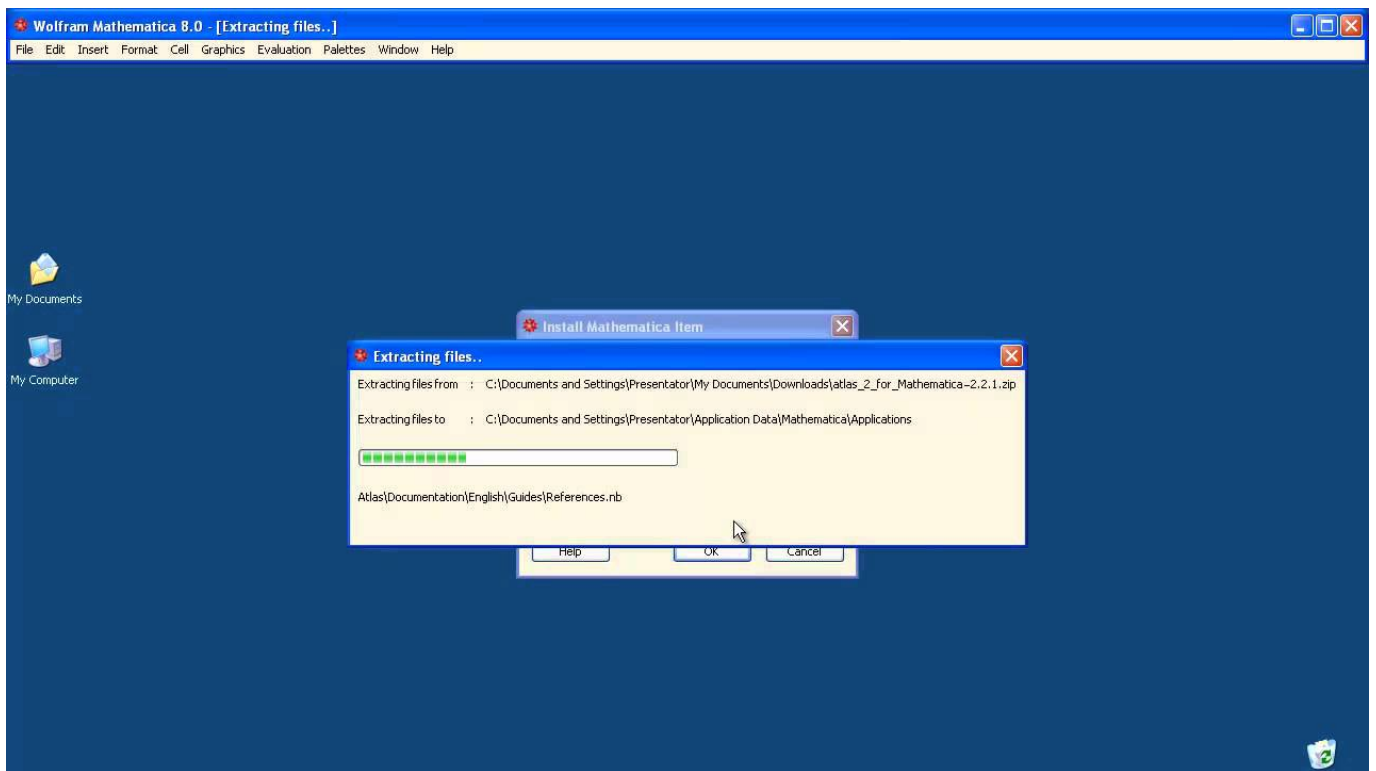 Wolfram Mathematica 8.0 - [Extracting files..]
File Edit Insert Format Cell Graphics Evaluation Palettes Window Help
My Documents
My Computer
Install Mathematica Item
Extracting files..
Extracting files from : C:\Documents and Settings\Presentator\My Documents\Downloads\atlas_2_for_Mathematica-2.2.1.zip
Extracting files to : C:\Documents and Settings\Presentator\Application Data\Mathematica\Applications
Atlas\Documentation\English\Guides\References.nb
Help OK Cancel